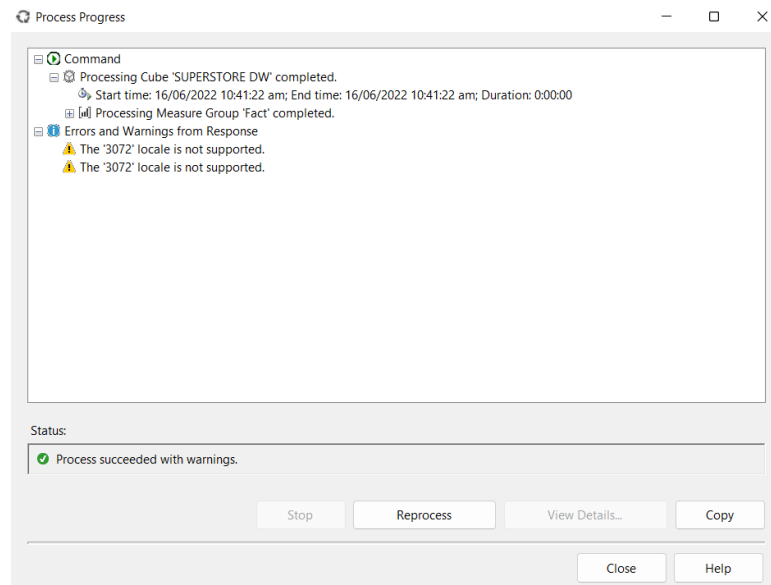 Process Progress
Command
Processing Cube 'SUPERSTORE DW' completed.
Start time: 16/06/2022 10:41:22 am; End time: 16/06/2022 10:41:22 am; Duration: 0:00:00
Processing Measure Group 'Fact' completed.
Errors and Warnings from Response
The '3072' locale is not supported.
The '3072' locale is not supported.
Status:
Process succeeded with warnings.
Stop Reprocess View Details... Copy
Close Help